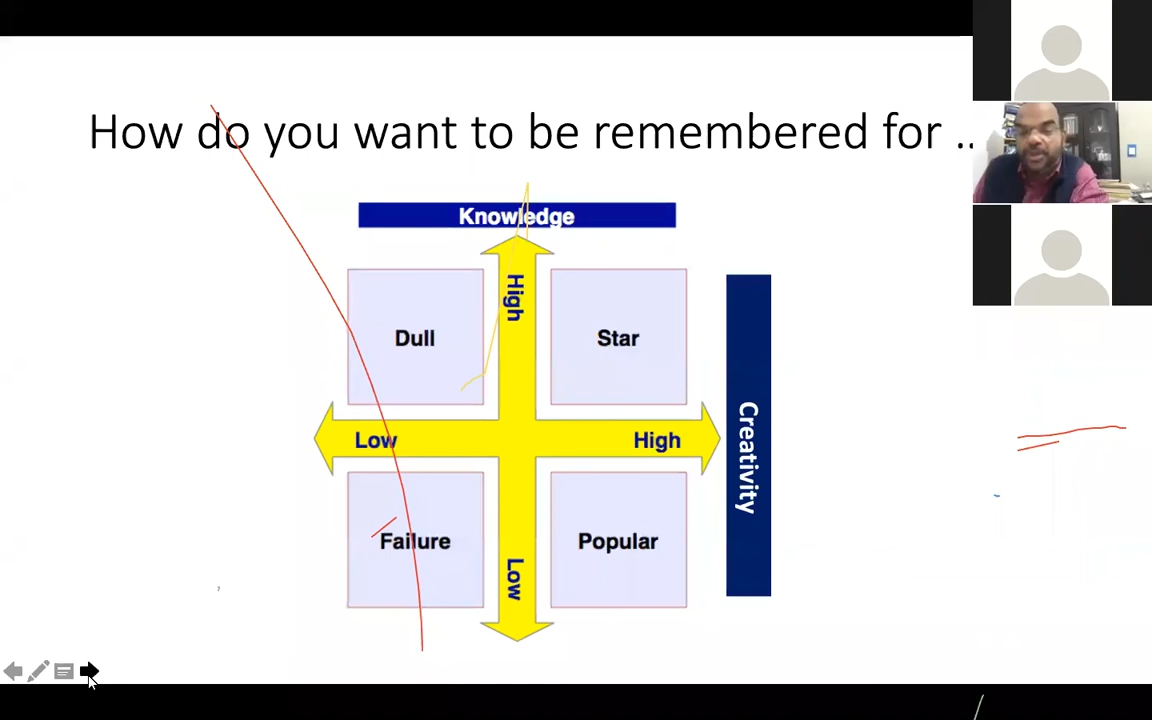 How do you want to be remembered for ..
Knowledge
High
Dull
Star
Low
High
Creativity
Failure
Popular
Low